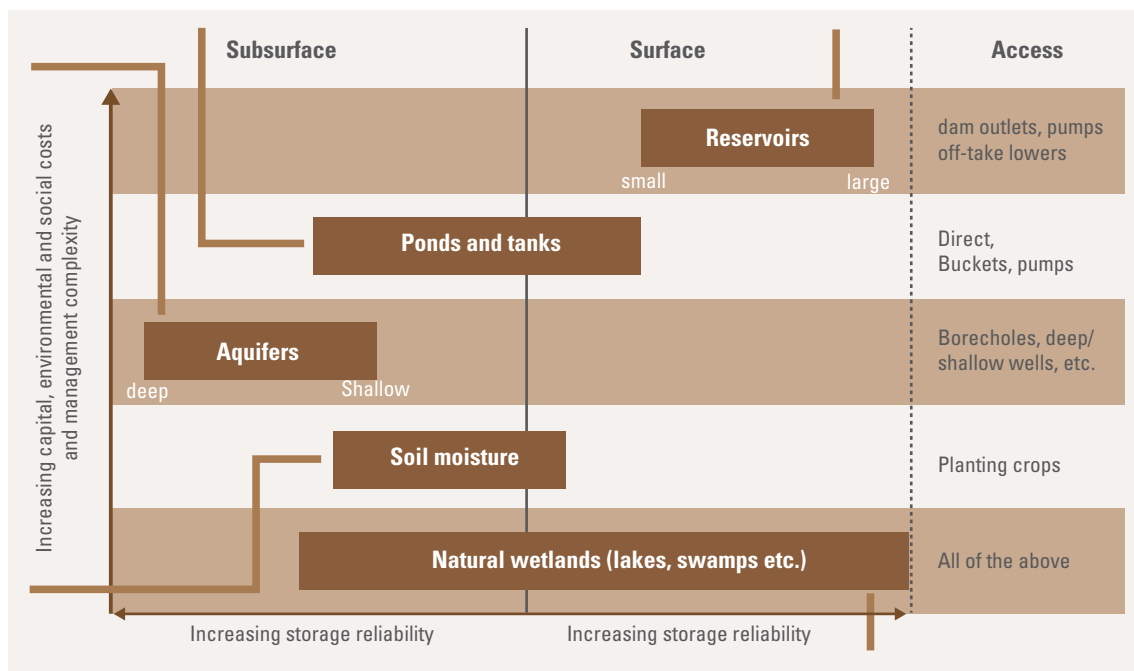 Subsurface
Surface
Access
Increasing capital, environmental and social costs
and management complexity
Reservoirs
small
large
dam outlets, pumps
off-take lowers
Ponds and tanks
Direct,
Buckets, pumps
Aquifers
deep
Shallow
Borecholes, deep/
shallow wells, etc.
Soil moisture
Planting crops
Natural wetlands (lakes, swamps etc.)
All of the above
Increasing storage reliability
Increasing storage reliability